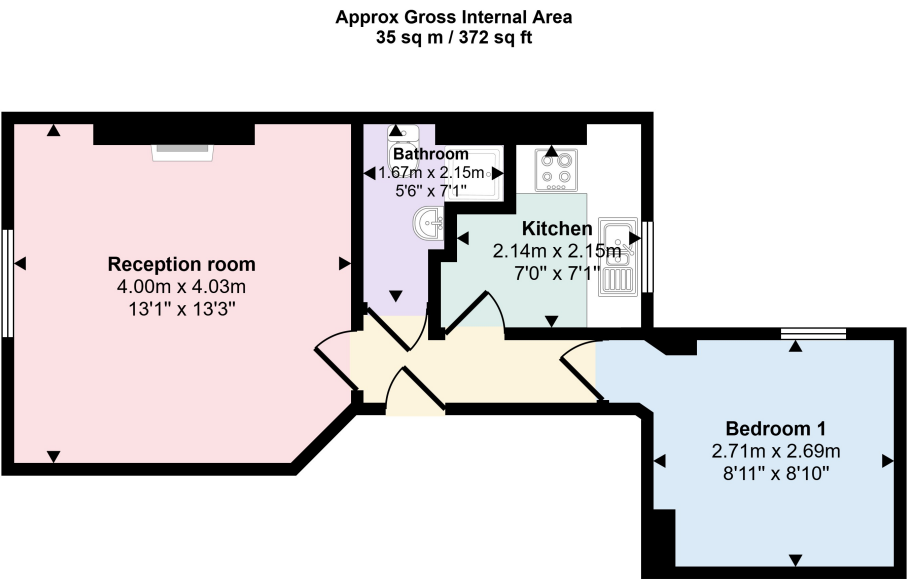 Approx Gross Internal Area
35 sq m / 372 sq ft
Bathroom
1.67m x 2.15m
5'6" x 7'1"
Kitchen
2.14m x 2.15m
7'0" x 7'1"
Reception room
4.00m x 4.03m
13'1" x 13'3"
Bedroom 1
2.71m x 2.69m
8'11" x 8'10"